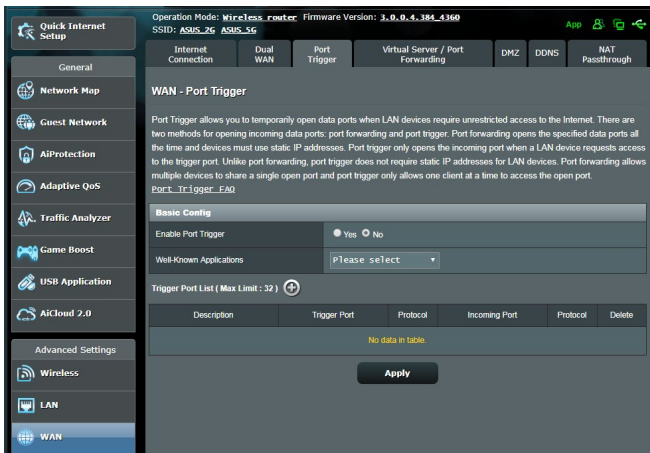 Operation Mode: Wireless router Firmware Version: 3.0.0.4.384_4360
SSID: ASUS_2G ASUS_5G
App
Quick Internet
Setup
General
Network Map
Guest Network
AiProtection
Adaptive QoS
Traffic Analyzer
Game Boost
USB Application
AiCloud 2.0
Advanced Settings
Wireless
LAN
WAN
Internet
Connection
Dual
WAN
Port
Trigger
Virtual Server / Port
Forwarding
DMZ
DDNS
NAT
Passthrough
WAN - Port Trigger
Port Trigger allows you to temporarily open data ports when LAN devices require unrestricted access to the Internet. There are
two methods for opening incoming data ports: port forwarding and port trigger. Port forwarding opens the specified data ports all
the time and devices must use static IP addresses. Port trigger only opens the incoming port when a LAN device requests access
to the trigger port. Unlike port forwarding, port trigger does not require static IP addresses for LAN devices. Port forwarding allows
multiple devices to share a single open port and port trigger only allows one client at a time to access the open port.
Port Trigger FAQ
Basic Config
Enable Port Trigger Yes No
Well-Known Applications Please select
Trigger Port List ( Max Limit : 32 )
Description Trigger Port Protocol Incoming Port Protocol Delete
No data in table.
Apply